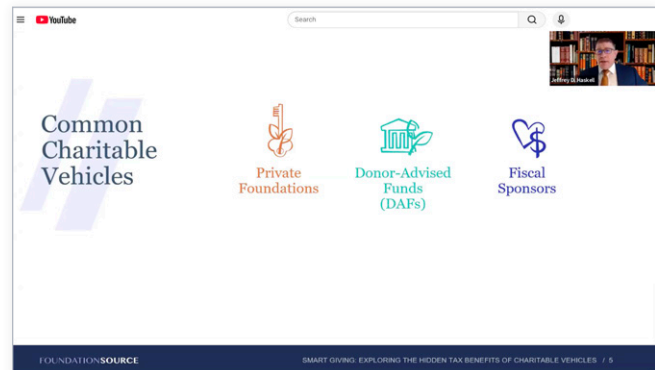 YouTube
Search
Jeffrey D. Haskell
Common
Charitable
Vehicles
Private
Foundations
Donor-Advised
Funds
(DAFs)
Fiscal
Sponsors
FOUNDATIONSOURCE
SMART GIVING: EXPLORING THE HIDDEN TAX BENEFITS OF CHARITABLE VEHICLES / 5